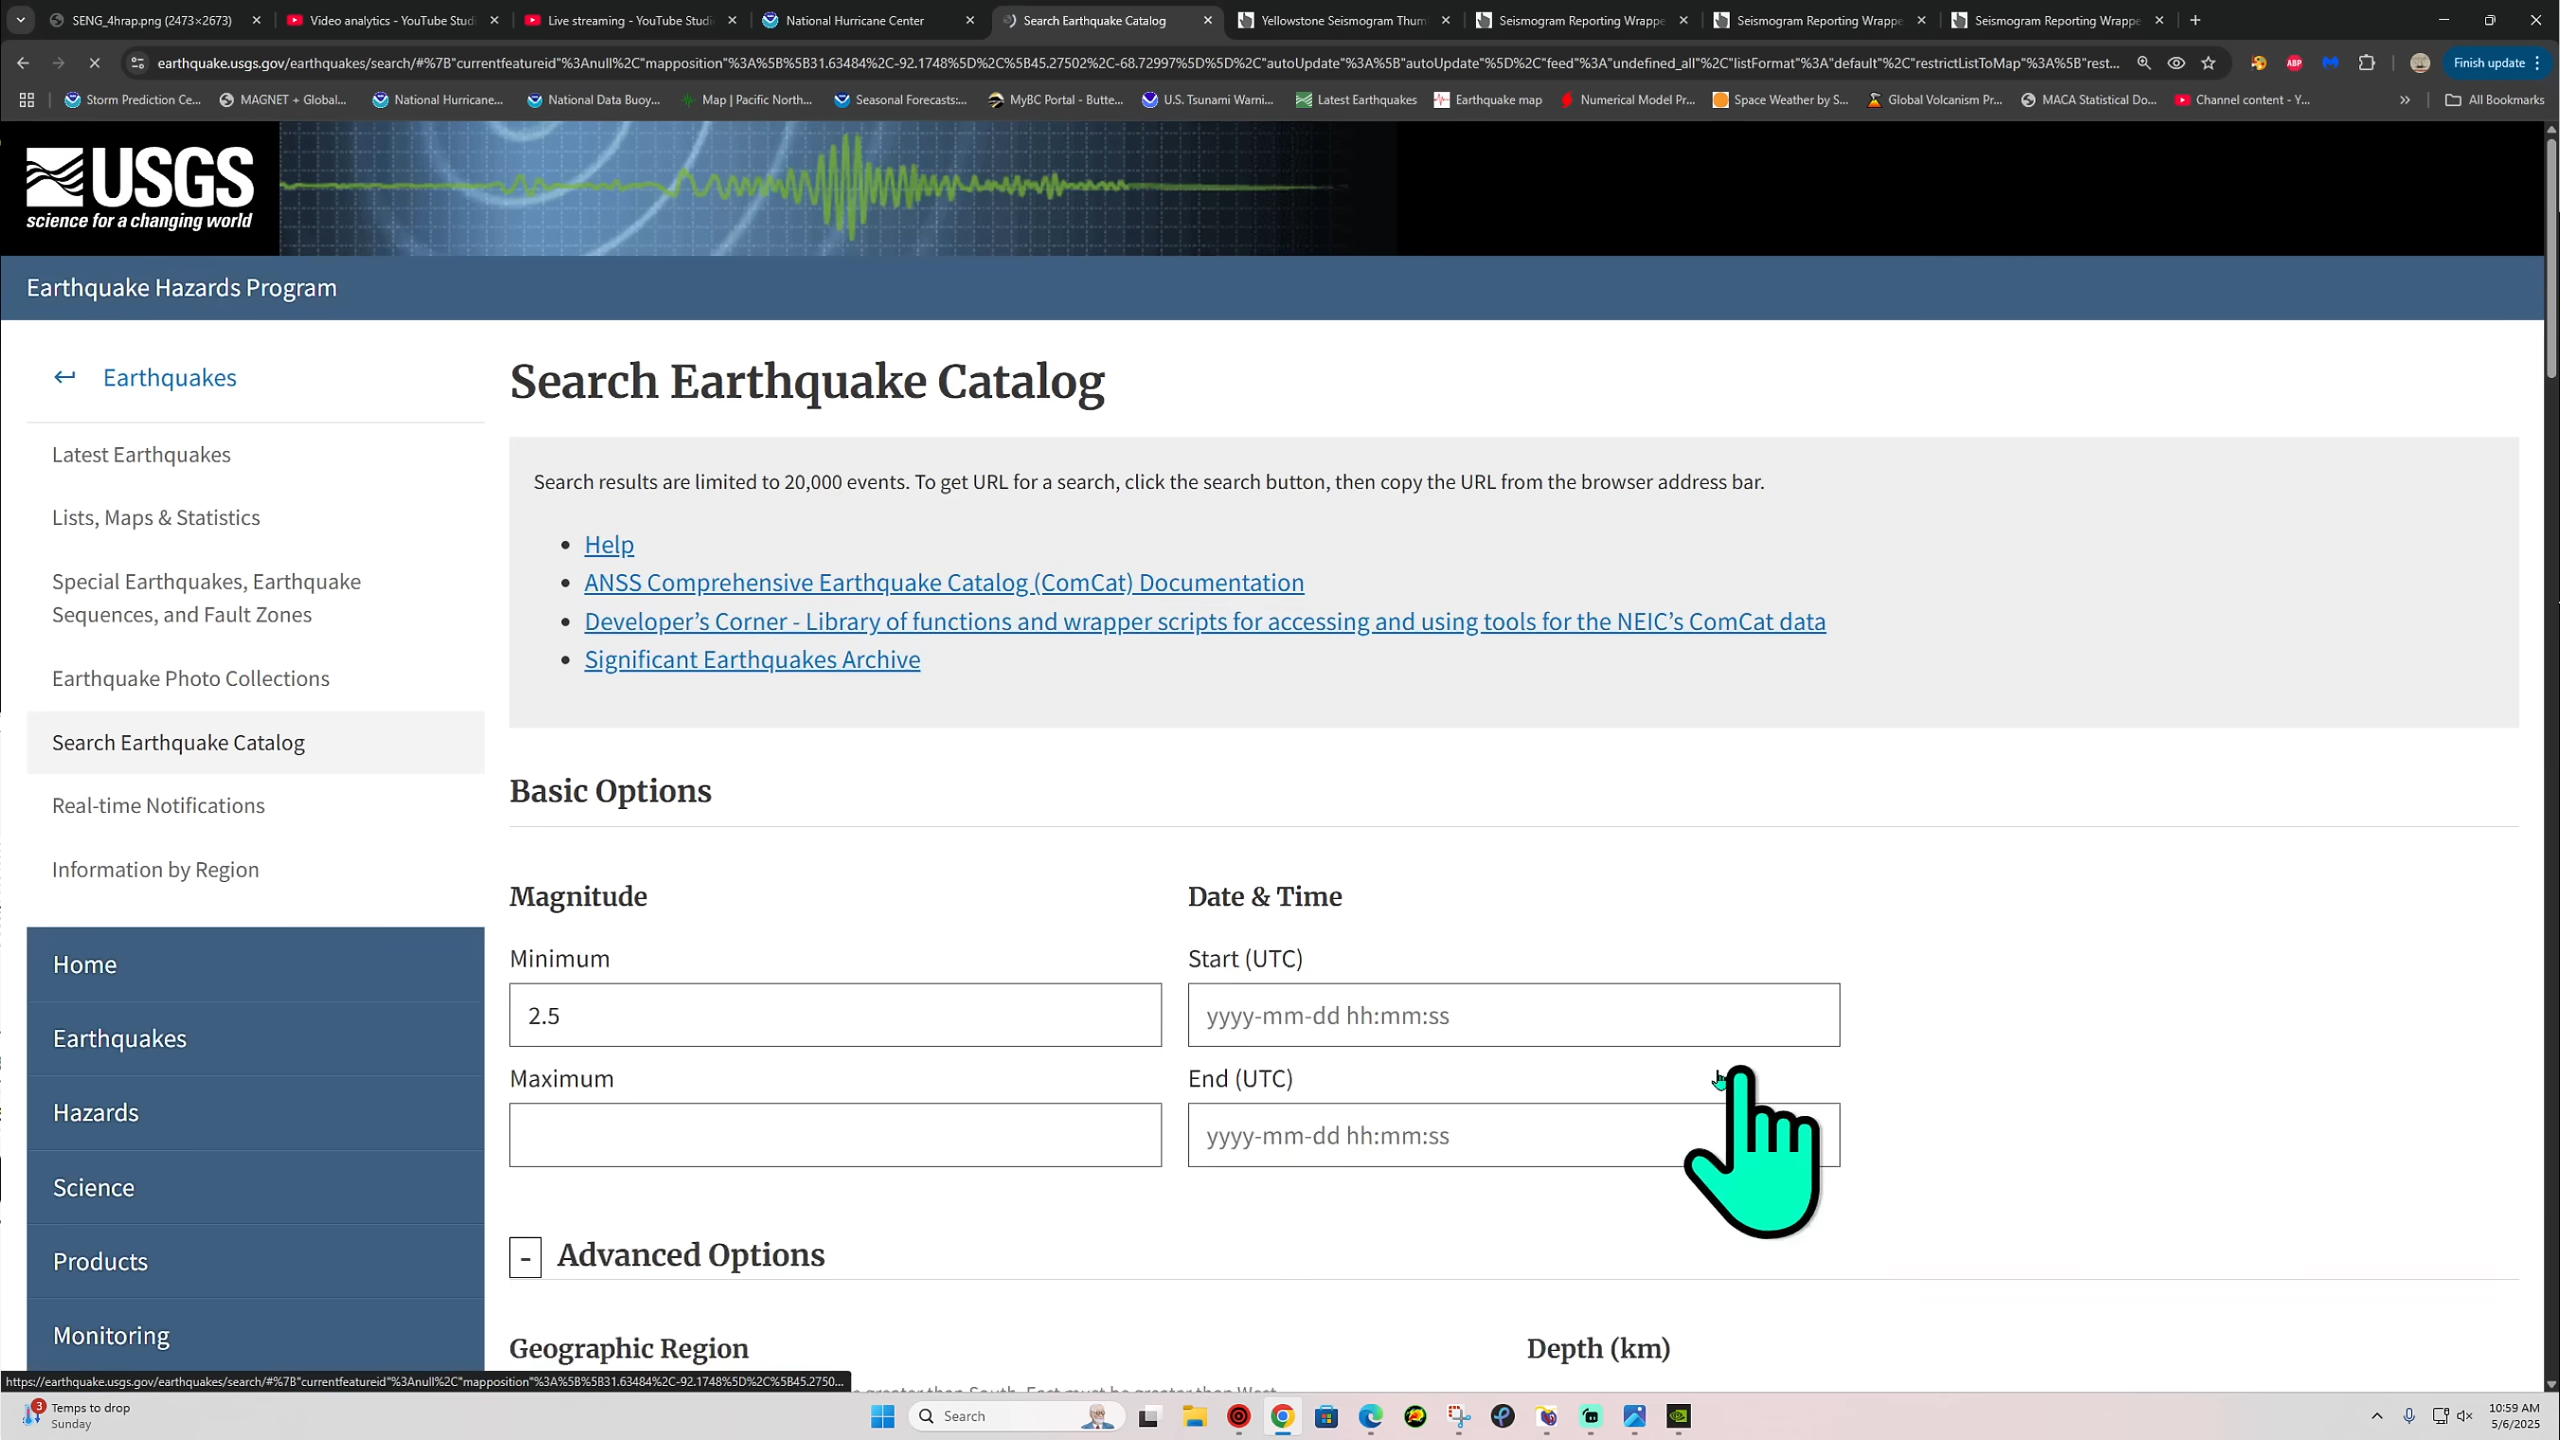 SENG_4hrap.png (2473×2673)
Video analytics - YouTube Studi
Live streaming - YouTube Studi
National Hurricane Center
Search Earthquake Catalog
Yellowstone Seismogram Thum
Seismogram Reporting Wrappe
Seismogram Reporting Wrappe
Seismogram Reporting Wrappe
earthquake.usgs.gov/earthquakes/search/#%7B"currentfeatureid"%3Anull%2C"mapposition"%3A%5B%5B31.63484%2C-92.1748%5D%2C%5B45.27502%2C-68.72997%5D%5D%2C"autoUpdate"%3A%5B"autoUpdate"%5D%2C"feed"%3A"undefined_all"%2C"listFormat"%3A"default"%2C"restrictListToMap"%3A%5B"rest...
ABP
Finish update
Storm Prediction Ce...
MAGNET + Global...
National Hurricane...
National Data Buoy...
Map | Pacific North...
Seasonal Forecasts:...
MyBC Portal - Butte...
U.S. Tsunami Warni...
Latest Earthquakes
Earthquake map
Numerical Model Pr...
Space Weather by S...
Global Volcanism Pr...
MACA Statistical Do...
Channel content - Y...
All Bookmarks
USGS
science for a changing world
Earthquake Hazards Program
Earthquakes
Latest Earthquakes
Lists, Maps & Statistics
Special Earthquakes, Earthquake
Sequences, and Fault Zones
Earthquake Photo Collections
Search Earthquake Catalog
Real-time Notifications
Information by Region
Home
Earthquakes
Hazards
Science
Products
Monitoring
Search Earthquake Catalog
Search results are limited to 20,000 events. To get URL for a search, click the search button, then copy the URL from the browser address bar.
• Help
• ANSS Comprehensive Earthquake Catalog (ComCat) Documentation
• Developer's Corner - Library of functions and wrapper scripts for accessing and using tools for the NEIC's ComCat data
• Significant Earthquakes Archive
Basic Options
Magnitude
Minimum
2.5
Maximum
Date & Time
Start (UTC)
yyyy-mm-dd hh:mm:ss
End (UTC)
yyyy-mm-dd hh:mm:ss
- Advanced Options
Geographic Region
Depth (km)
https://earthquake.usgs.gov/earthquakes/search/#%7B"currentfeatureid"%3Anull%2C"mapposition"%3A%5B%5B31.63484%2C-92.1748%5D%2C%5B45.2750...
greater than South. East must be greater than West.
3
Temps to drop
Sunday
Search
10:59 AM
5/6/2025